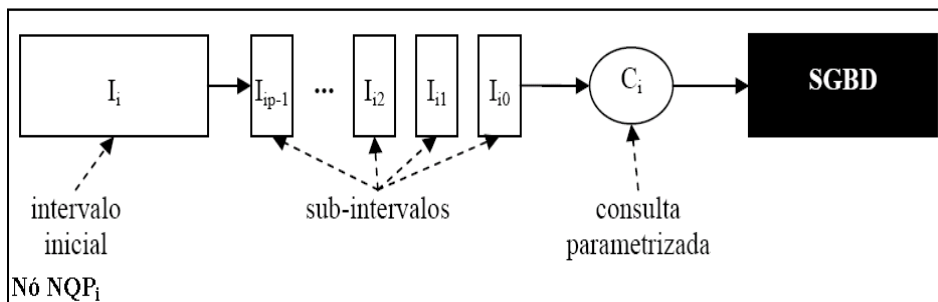 I_i I_ip-1 ... I_i2 I_i1 I_i0 C_i SGBD
intervalo
inicial
sub-intervalos
consulta
parametrizada
Nó NQP_i